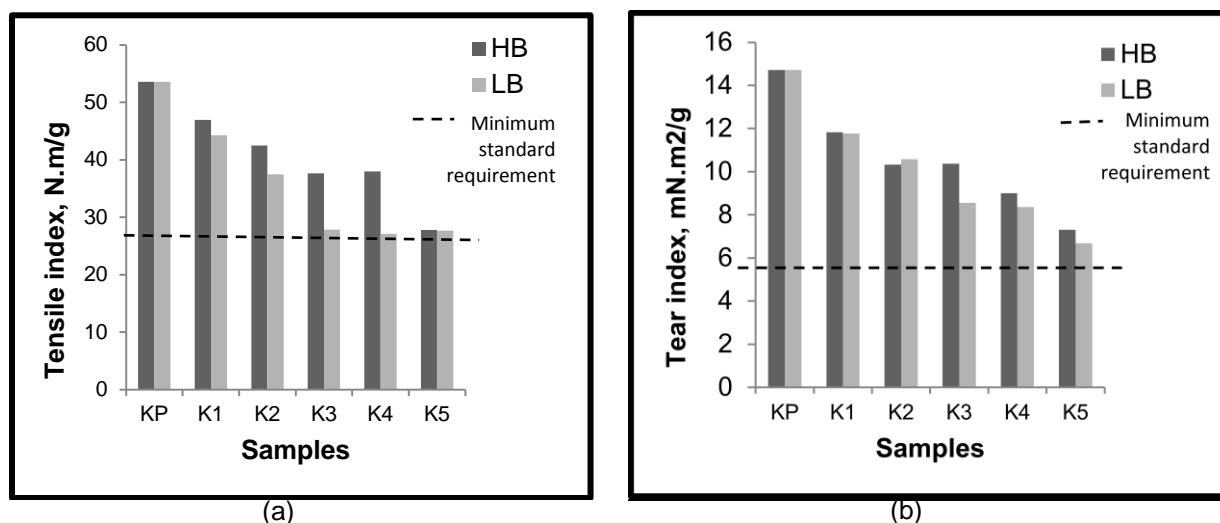 Tensile index, N.m/g
60
50
40
30
20
10
0
HB
LB
Minimum
standard
requirement
KP K1 K2 K3 K4 K5
Samples
(a)
Tear index, mN.m2/g
16
14
12
10
8
6
4
2
0
HB
LB
Minimum
standard
requirement
KP K1 K2 K3 K4 K5
Samples
(b)